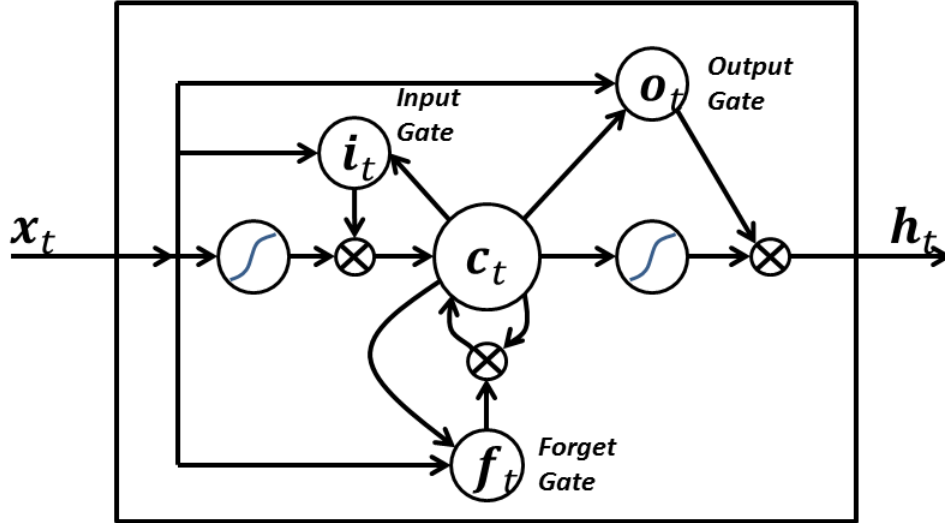 Output
Gate
o_t
Input
Gate
i_t
x_t
c_t
h_t
Forget
Gate
f_t